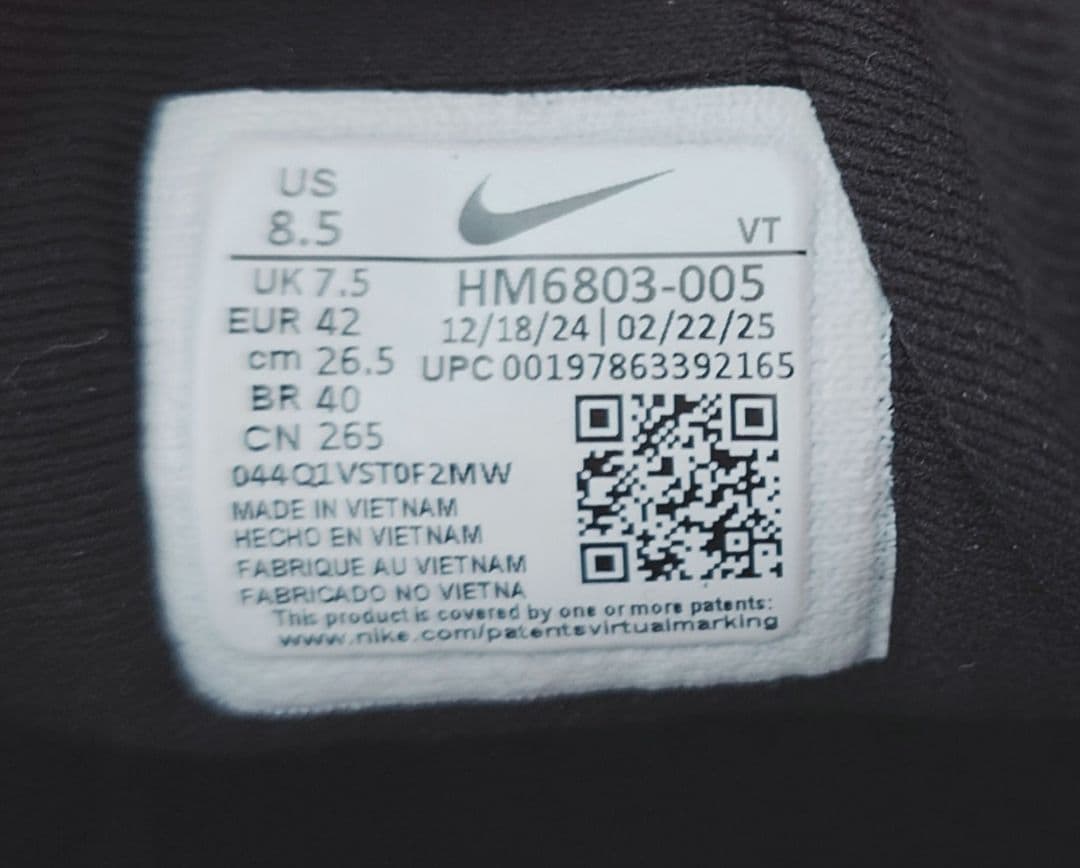 US
8.5
VT
UK 7.5
EUR 42
cm 26.5
BR 40
CN 265
HM6803-005
12/18/24 | 02/22/25
UPC 00197863392165
044Q1VST0F2MW
MADE IN VIETNAM
HECHO EN VIETNAM
FABRIQUE AU VIETNAM
FABRICADO NO VIETNA
This product is covered by one or more patents:
www.nike.com/patentsvirtualmarking